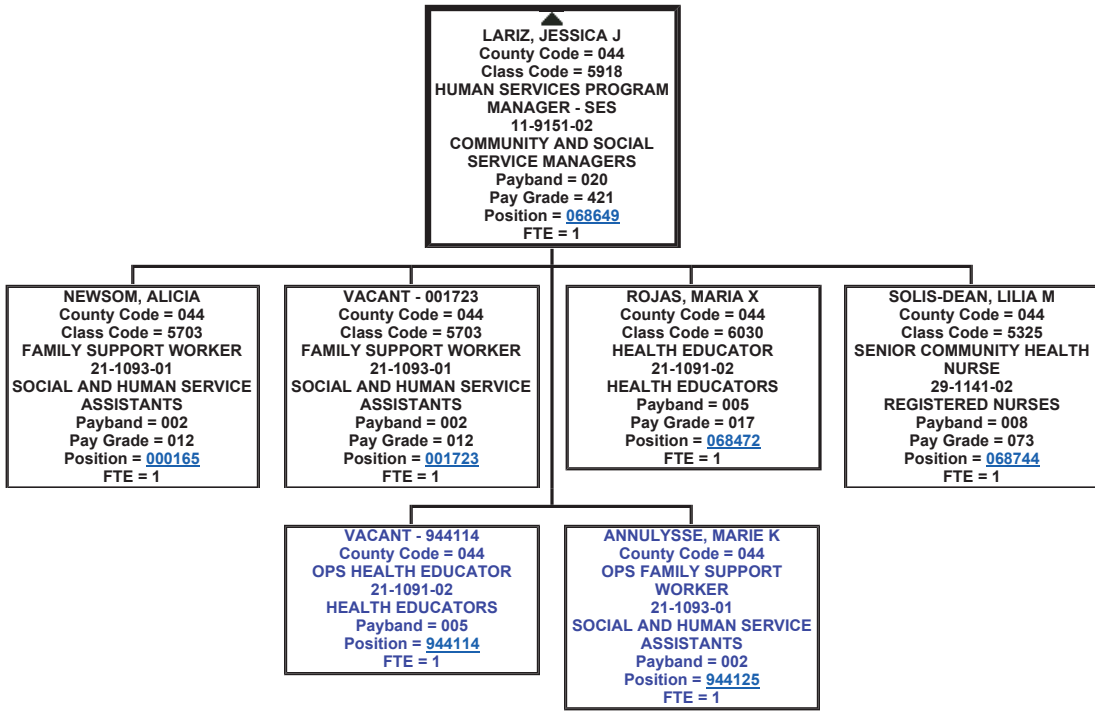 LARIZ, JESSICA J
County Code = 044
Class Code = 5918
HUMAN SERVICES PROGRAM
MANAGER - SES
11-9151-02
COMMUNITY AND SOCIAL
SERVICE MANAGERS
Payband = 020
Pay Grade = 421
Position = 068649
FTE = 1
NEWSOM, ALICIA
County Code = 044
Class Code = 5703
FAMILY SUPPORT WORKER
21-1093-01
SOCIAL AND HUMAN SERVICE
ASSISTANTS
Payband = 002
Pay Grade = 012
Position = 000165
FTE = 1
VACANT - 001723
County Code = 044
Class Code = 5703
FAMILY SUPPORT WORKER
21-1093-01
SOCIAL AND HUMAN SERVICE
ASSISTANTS
Payband = 002
Pay Grade = 012
Position = 001723
FTE = 1
ROJAS, MARIA X
County Code = 044
Class Code = 6030
HEALTH EDUCATOR
21-1091-02
HEALTH EDUCATORS
Payband = 005
Pay Grade = 017
Position = 068472
FTE = 1
SOLIS-DEAN, LILIA M
County Code = 044
Class Code = 5325
SENIOR COMMUNITY HEALTH
NURSE
29-1141-02
REGISTERED NURSES
Payband = 008
Pay Grade = 073
Position = 068744
FTE = 1
VACANT - 944114
County Code = 044
OPS HEALTH EDUCATOR
21-1091-02
HEALTH EDUCATORS
Payband = 005
Position = 944114
FTE = 1
ANNULYSSE, MARIE K
County Code = 044
OPS FAMILY SUPPORT
WORKER
21-1093-01
SOCIAL AND HUMAN SERVICE
ASSISTANTS
Payband = 002
Position = 944125
FTE = 1